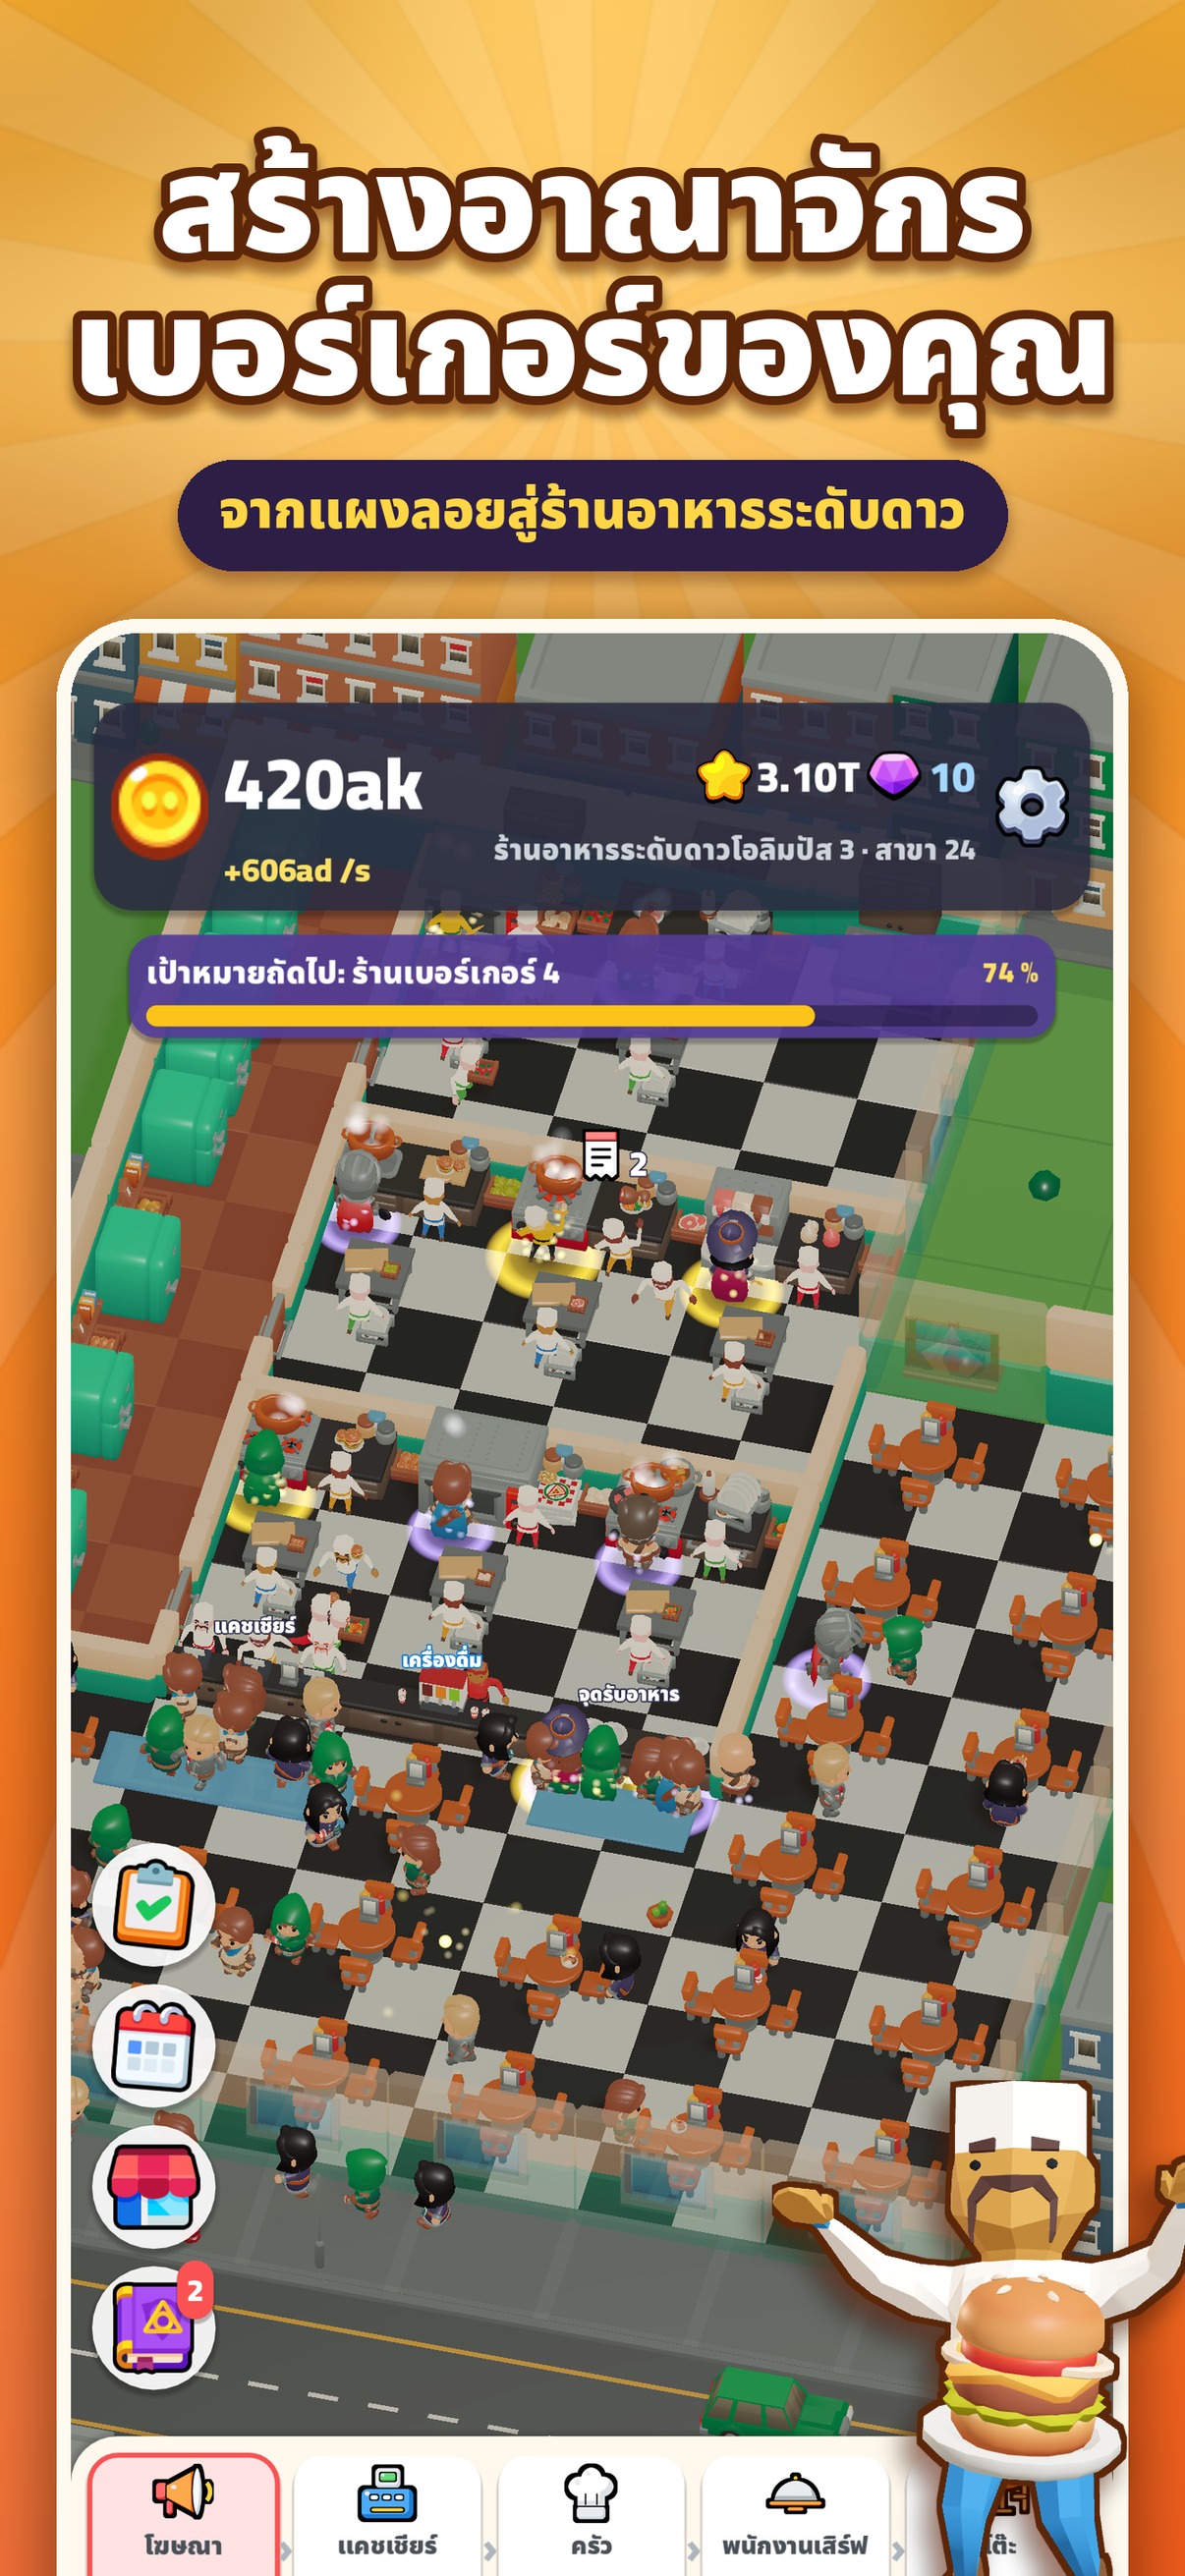 สร้างอาณาจักร
เบอร์เกอร์ของคุณ
จากแผงลอยสู่ร้านอาหารระดับดาว
420ak
3.10T
10
+606ad /s
ร้านอาหารระดับดาวโอลิมปัส 3 · สาขา 24
เป้าหมายถัดไป: ร้านเบอร์เกอร์ 4
74 %
2
แคชเชียร์
เครื่องดื่ม
จุดรับอาหาร
2
โฆษณา
แคชเชียร์
ครัว
พนักงานเสิร์ฟ